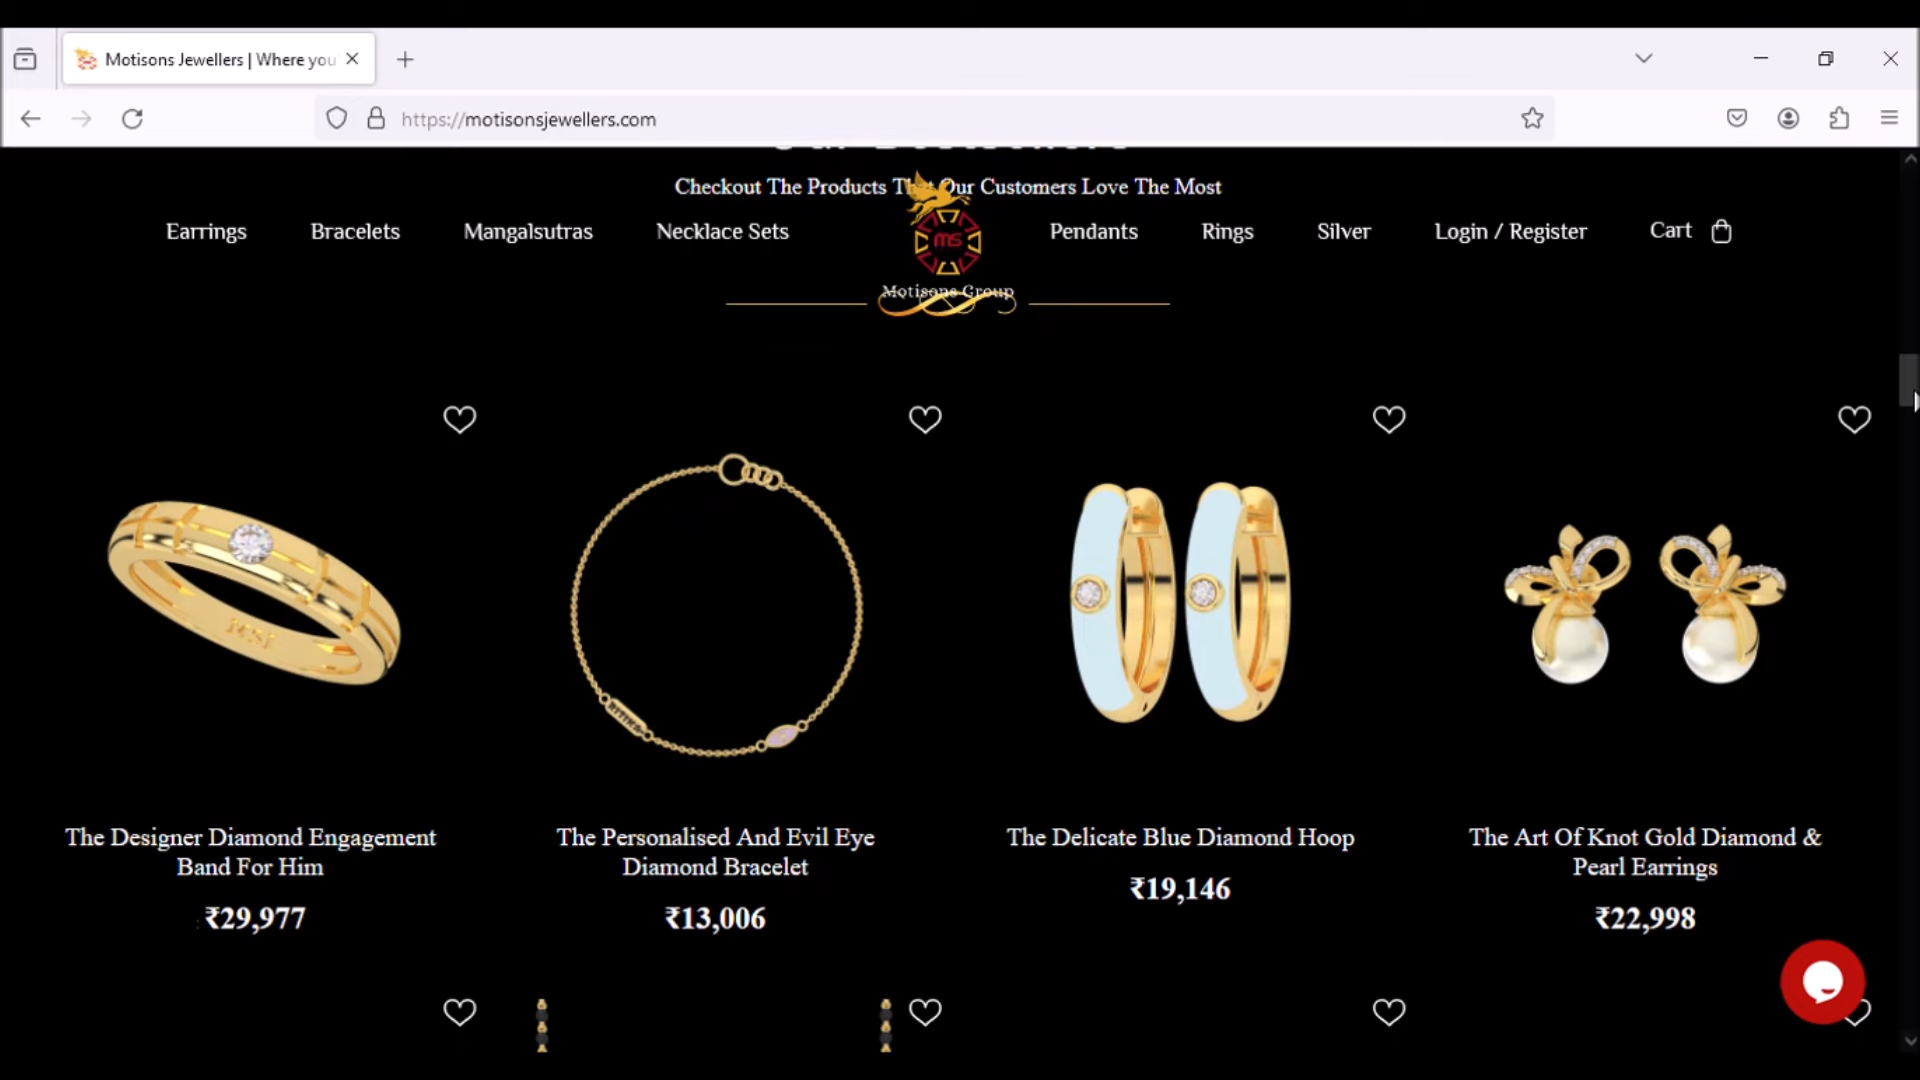 Motisons Jewellers | Where you
https://motisonsjewellers.com
Checkout The Products That Our Customers Love The Most
Earrings
Bracelets
Mangalsutras
Necklace Sets
MS
Motisons Group
Pendants
Rings
Silver
Login / Register
Cart
MSJ
The Designer Diamond Engagement
Band For Him
₹29,977
The Personalised And Evil Eye
Diamond Bracelet
₹13,006
The Delicate Blue Diamond Hoop
₹19,146
The Art Of Knot Gold Diamond &
Pearl Earrings
₹22,998